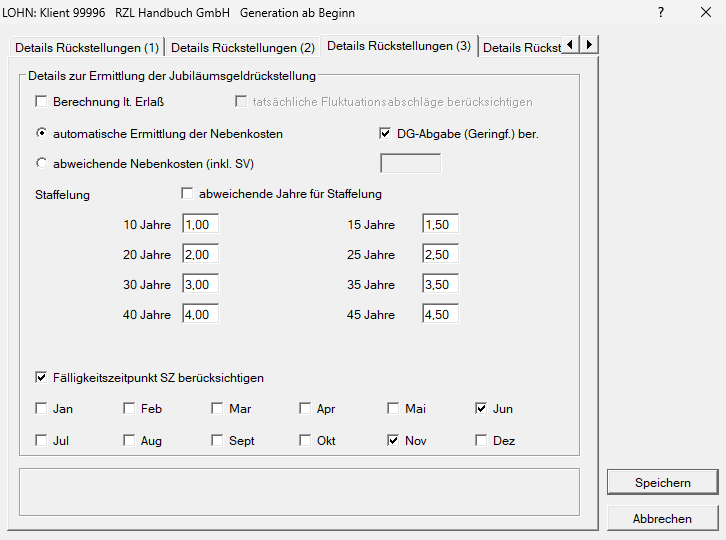 LOHN: Klient 99996 RZL Handbuch GmbH Generation ab Beginn ?
Details Rückstellungen (1) Details Rückstellungen (2) Details Rückstellungen (3) Details Rückst
Details zur Ermittlung der Jubiläumsgeldrückstellung
Berechnung lt. Erlaß tatsächliche Fluktuationsabschläge berücksichtigen
automatische Ermittlung der Nebenkosten DG-Abgabe (Geringf.) ber.
abweichende Nebenkosten (inkl. SV)
Staffelung abweichende Jahre für Staffelung
10 Jahre 1,00 15 Jahre 1,50
20 Jahre 2,00 25 Jahre 2,50
30 Jahre 3,00 35 Jahre 3,50
40 Jahre 4,00 45 Jahre 4,50
Fälligkeitszeitpunkt SZ berücksichtigen
Jan Feb Mar Apr Mai Jun
Jul Aug Sept Okt Nov Dez
Speichern
Abbrechen